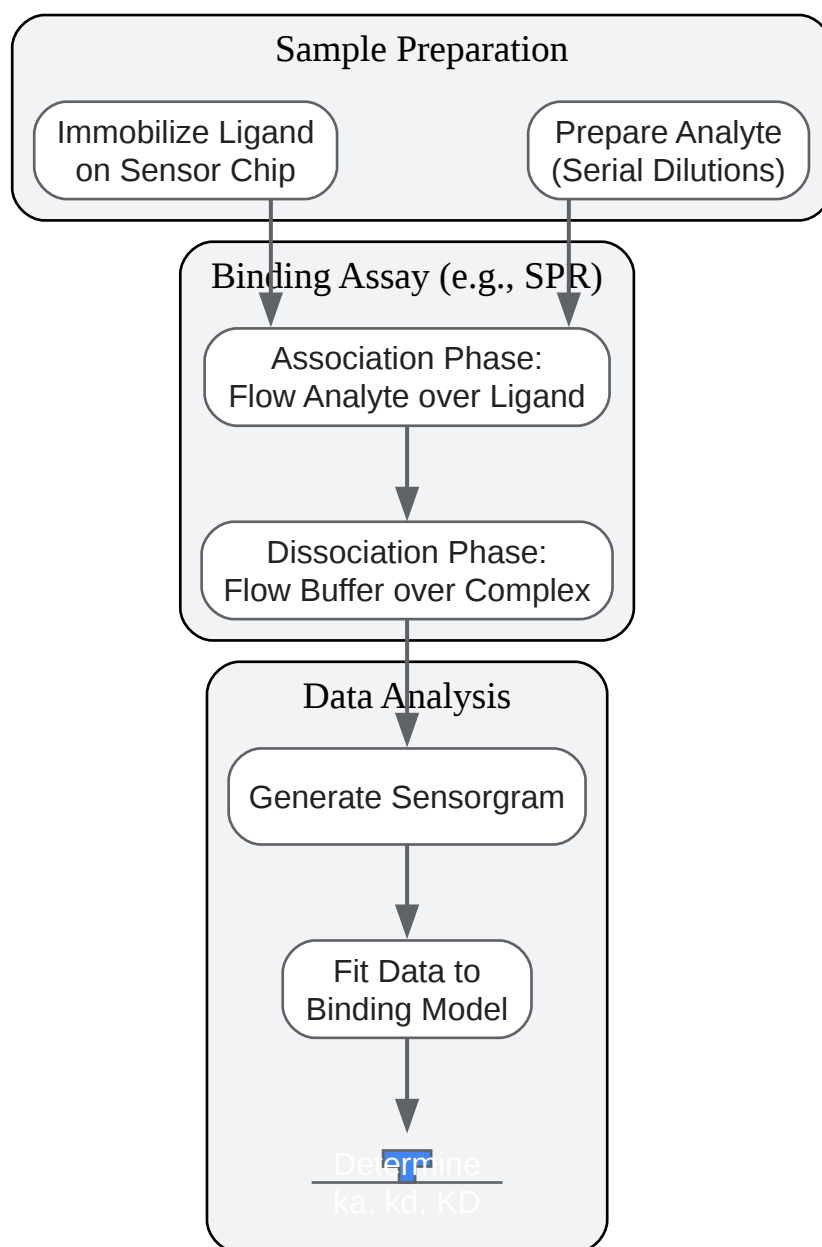 Sample Preparation
Immobilize Ligand
on Sensor Chip
Prepare Analyte
(Serial Dilutions)
Binding Assay (e.g., SPR)
Association Phase:
Flow Analyte over Ligand
Dissociation Phase:
Flow Buffer over Complex
Data Analysis
Generate Sensorgram
Fit Data to
Binding Model
Determine
ka, kd, KD